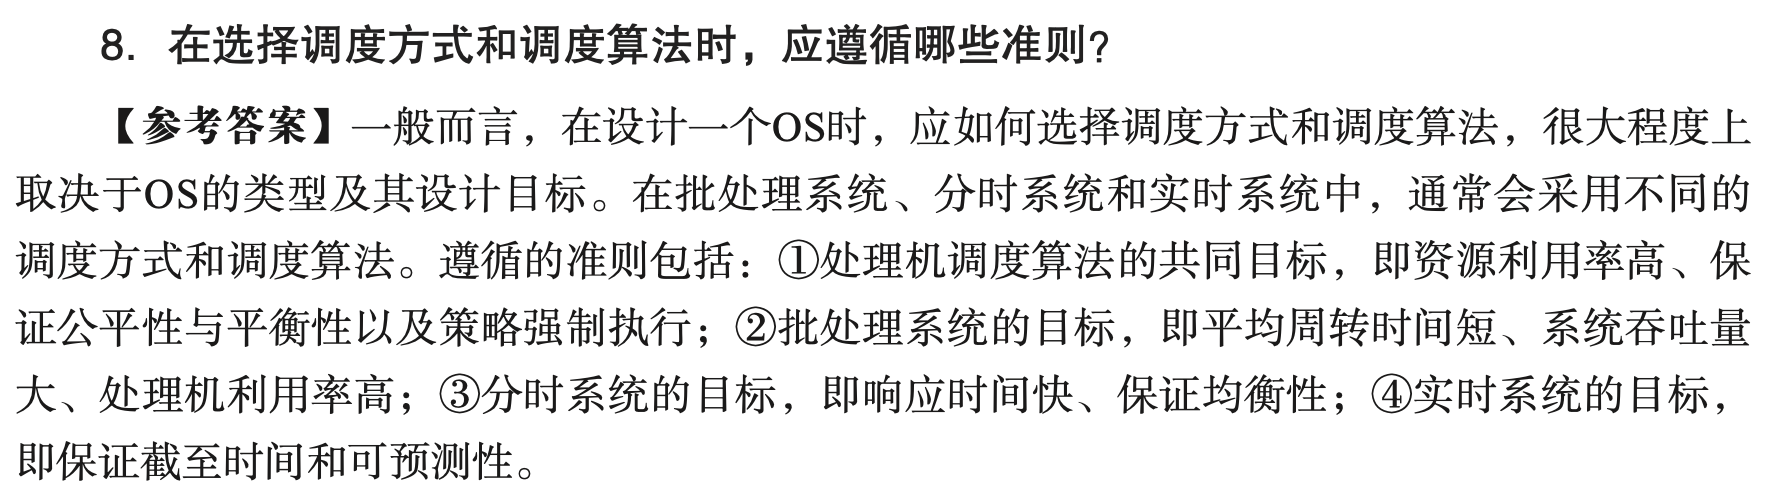 8. 在选择调度方式和调度算法时，应遵循哪些准则？
【参考答案】一般而言，在设计一个OS时，应如何选择调度方式和调度算法，很大程度上
取决于OS的类型及其设计目标。在批处理系统、分时系统和实时系统中，通常会采用不同的
调度方式和调度算法。遵循的准则包括：①处理机调度算法的共同目标，即资源利用率高、保
证公平性与平衡性以及策略强制执行；②批处理系统的目标，即平均周转时间短、系统吞吐量
大、处理机利用率高；③分时系统的目标，即响应时间快、保证均衡性；④实时系统的目标，
即保证截至时间和可预测性。